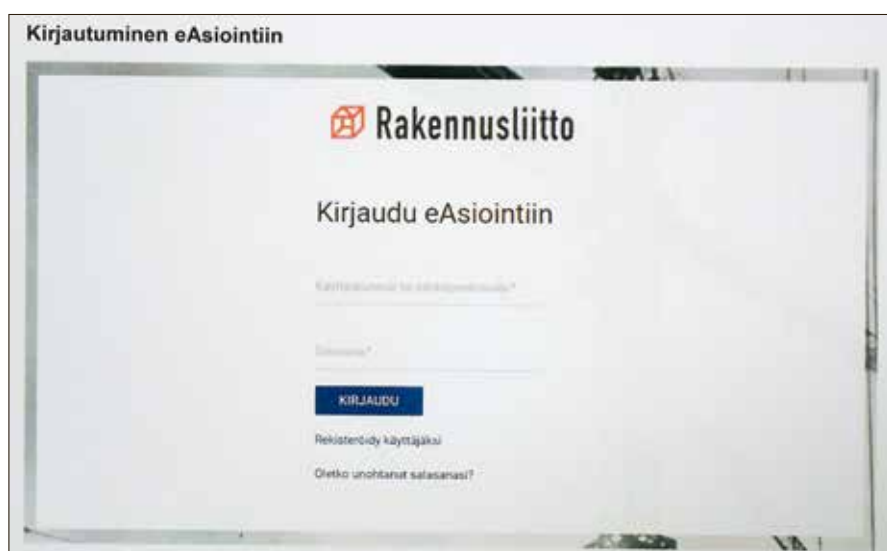 Kirjautuminen eAsiointiin
Rakennusliitto
Kirjaudu eAsiointiin
KIRJAUDU
Rekisteröidy käyttäjäksi
Oletko unohtanut salasanasi?